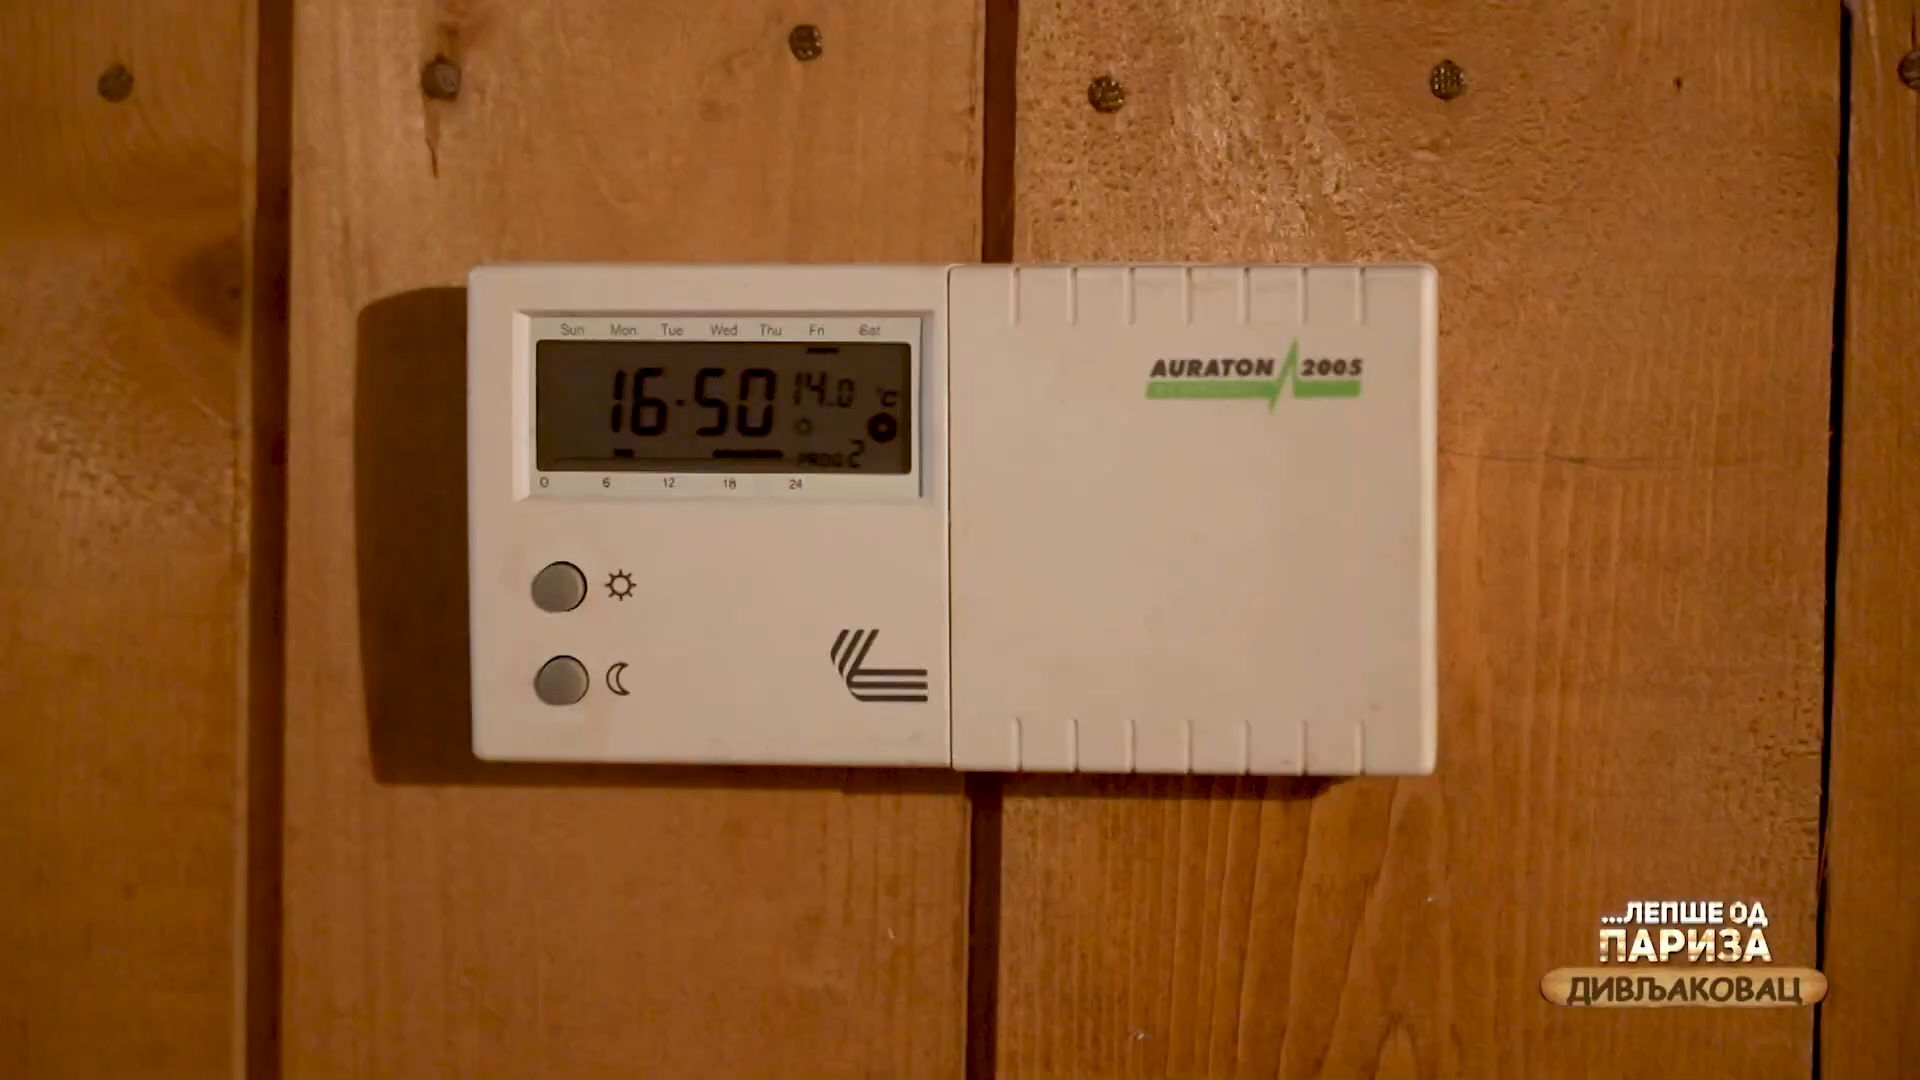 Sun Mon Tue Wed Thu Fri Sat
16:50 14.0 °C
PROG 2
0 6 12 18 24
AURATON 2005
...ЛЕПШЕ ОД
ПАРИЗА
ДИВЉАКОВАЦ